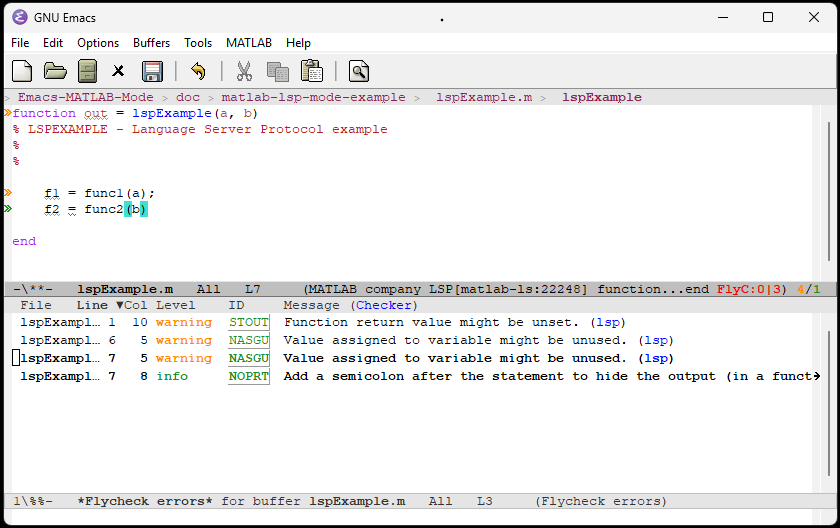 GNU Emacs
File Edit Options Buffers Tools MATLAB Help
> Emacs-MATLAB-Mode > doc > matlab-lsp-mode-example > lspExample.m > lspExample
»function out = lspExample(a, b)
% LSPEXAMPLE - Language Server Protocol example
%
%
» f1 = func1(a);
» f2 = func2(b)
end
-\**- lspExample.m All L7 (MATLAB company LSP[matlab-ls:22248] function...end FlyC:0|3) 4/1
File Line ▼Col Level ID Message (Checker)
lspExampl… 1 10 warning STOUT Function return value might be unset. (lsp)
lspExampl… 6 5 warning NASGU Value assigned to variable might be unused. (lsp)
lspExampl… 7 5 warning NASGU Value assigned to variable might be unused. (lsp)
lspExampl… 7 8 info NOPRT Add a semicolon after the statement to hide the output (in a funct→
1\%%- *Flycheck errors* for buffer lspExample.m All L3 (Flycheck errors)